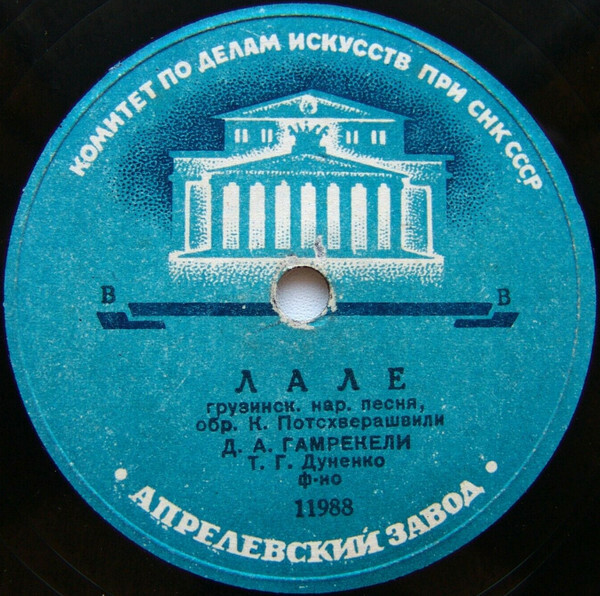 КОМИТЕТ ПО ДЕЛАМ ИСКУССТВ ПРИ СНК СССР
В В
ЛАЛЕ
грузинск. нар. песня,
обр. К. Потсхверашвили
Д. А. ГАМРЕКЕЛИ
Т. Г. Дуненко
ф-но
11988
• АПРЕЛЕВСКИЙ ЗАВОД •